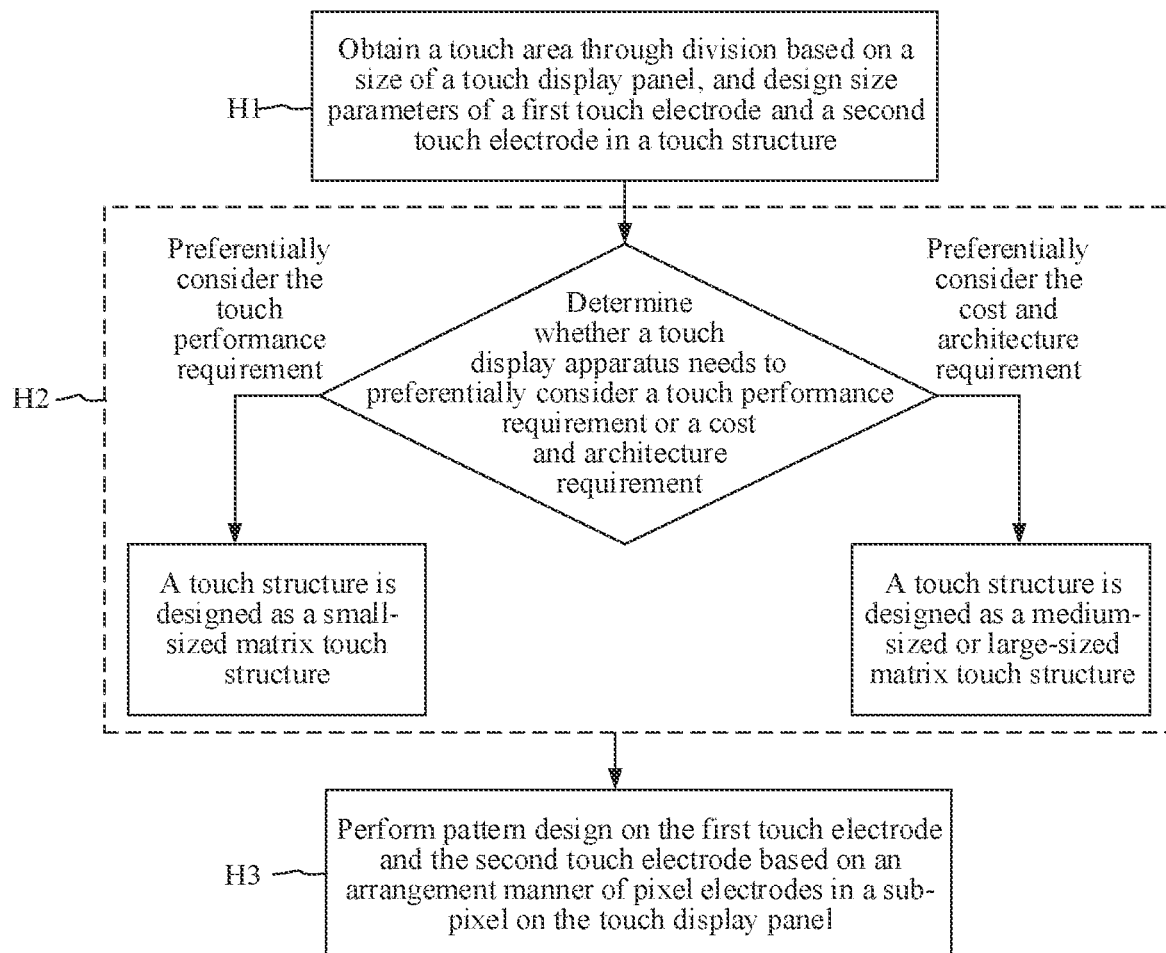 Obtain a touch area through division based on a
size of a touch display panel, and design size
parameters of a first touch electrode and a second
touch electrode in a touch structure
H1
Preferentially
consider the
touch
performance
requirement
Determine
whether a touch
display apparatus needs to
preferentially consider a touch performance
requirement or a cost
and architecture
requirement
Preferentially
consider the
cost and
architecture
requirement
H2
A touch structure is
designed as a small-
sized matrix touch
structure
A touch structure is
designed as a medium-
sized or large-sized
matrix touch structure
Perform pattern design on the first touch electrode
and the second touch electrode based on an
arrangement manner of pixel electrodes in a sub-
pixel on the touch display panel
H3